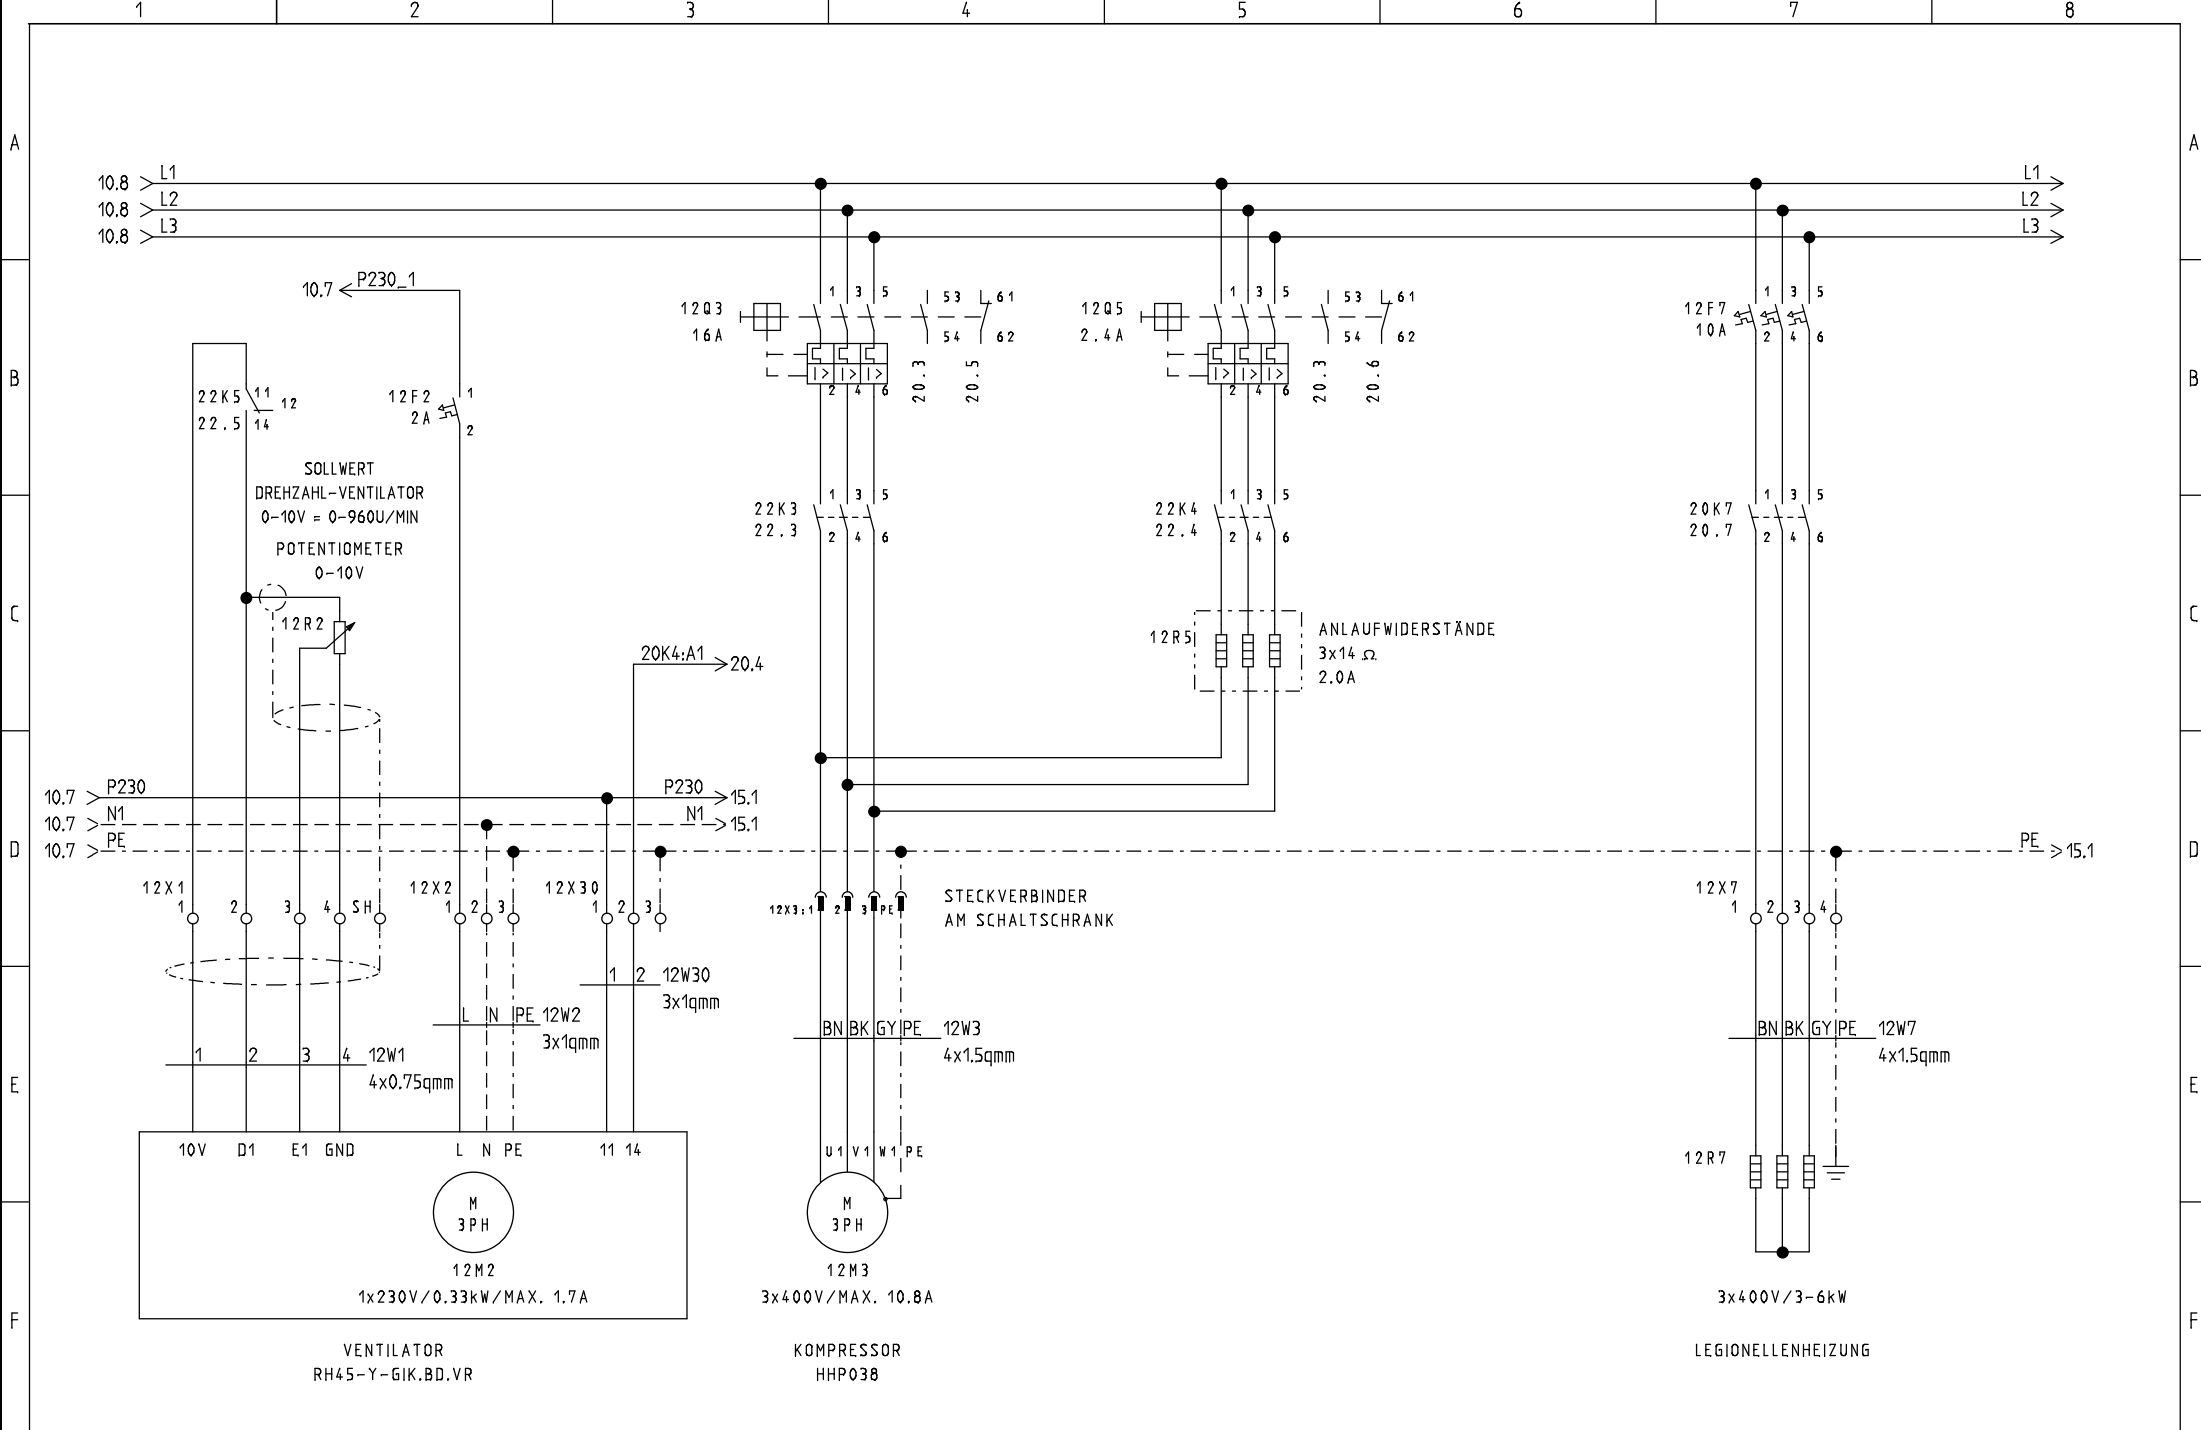 1 2 3 4 5 6 7 8
A A
10.8 L1 L1
10.8 L2 L2
10.8 L3 L3
10.7 P230_1
12Q3 1 3 5 53 61
16A 54 62
2 4 6 20.3 20.5
12Q5 1 3 5 53 61
2.4A 54 62
2 4 6 20.3 20.6
12F7 1 3 5
10A 2 4 6
B B
22K5 11 12
22.5 14
12F2 1
2A 2
SOLLWERT
DREHZAHL-VENTILATOR
0-10V = 0-960U/MIN
POTENTIOMETER
0-10V
22K3 1 3 5
22.3 2 4 6
22K4 1 3 5
22.4 2 4 6
20K7 1 3 5
20.7 2 4 6
C C
12R2
20K4:A1 20.4
12R5 ANLAUFWIDERSTÄNDE
3x14 Ω
2.0A
10.7 P230 P230 15.1
10.7 N1 N1 15.1
10.7 PE PE 15.1
D D
12X1 1 2 3 4 SH
12X2 1 2 3
12X30 1 2 3
12X3:1 2 3 PE
STECKVERBINDER
AM SCHALTSCHRANK
12X7
1 2 3 4
1 2 12W30
3x1qmm
L N PE 12W2
3x1qmm
BN BK GY PE 12W3
4x1.5qmm
BN BK GY PE 12W7
4x1.5qmm
1 2 3 4 12W1
4x0.75qmm
E E
10V D1 E1 GND L N PE 11 14
U1 V1 W1 PE
12R7
M
3PH
M
3PH
12M2
1x230V/0.33kW/MAX. 1.7A
12M3
3x400V/MAX. 10.8A
3x400V/3-6kW
F F
VENTILATOR
RH45-Y-GIK.BD.VR
KOMPRESSOR
HHP038
LEGIONELLENHEIZUNG